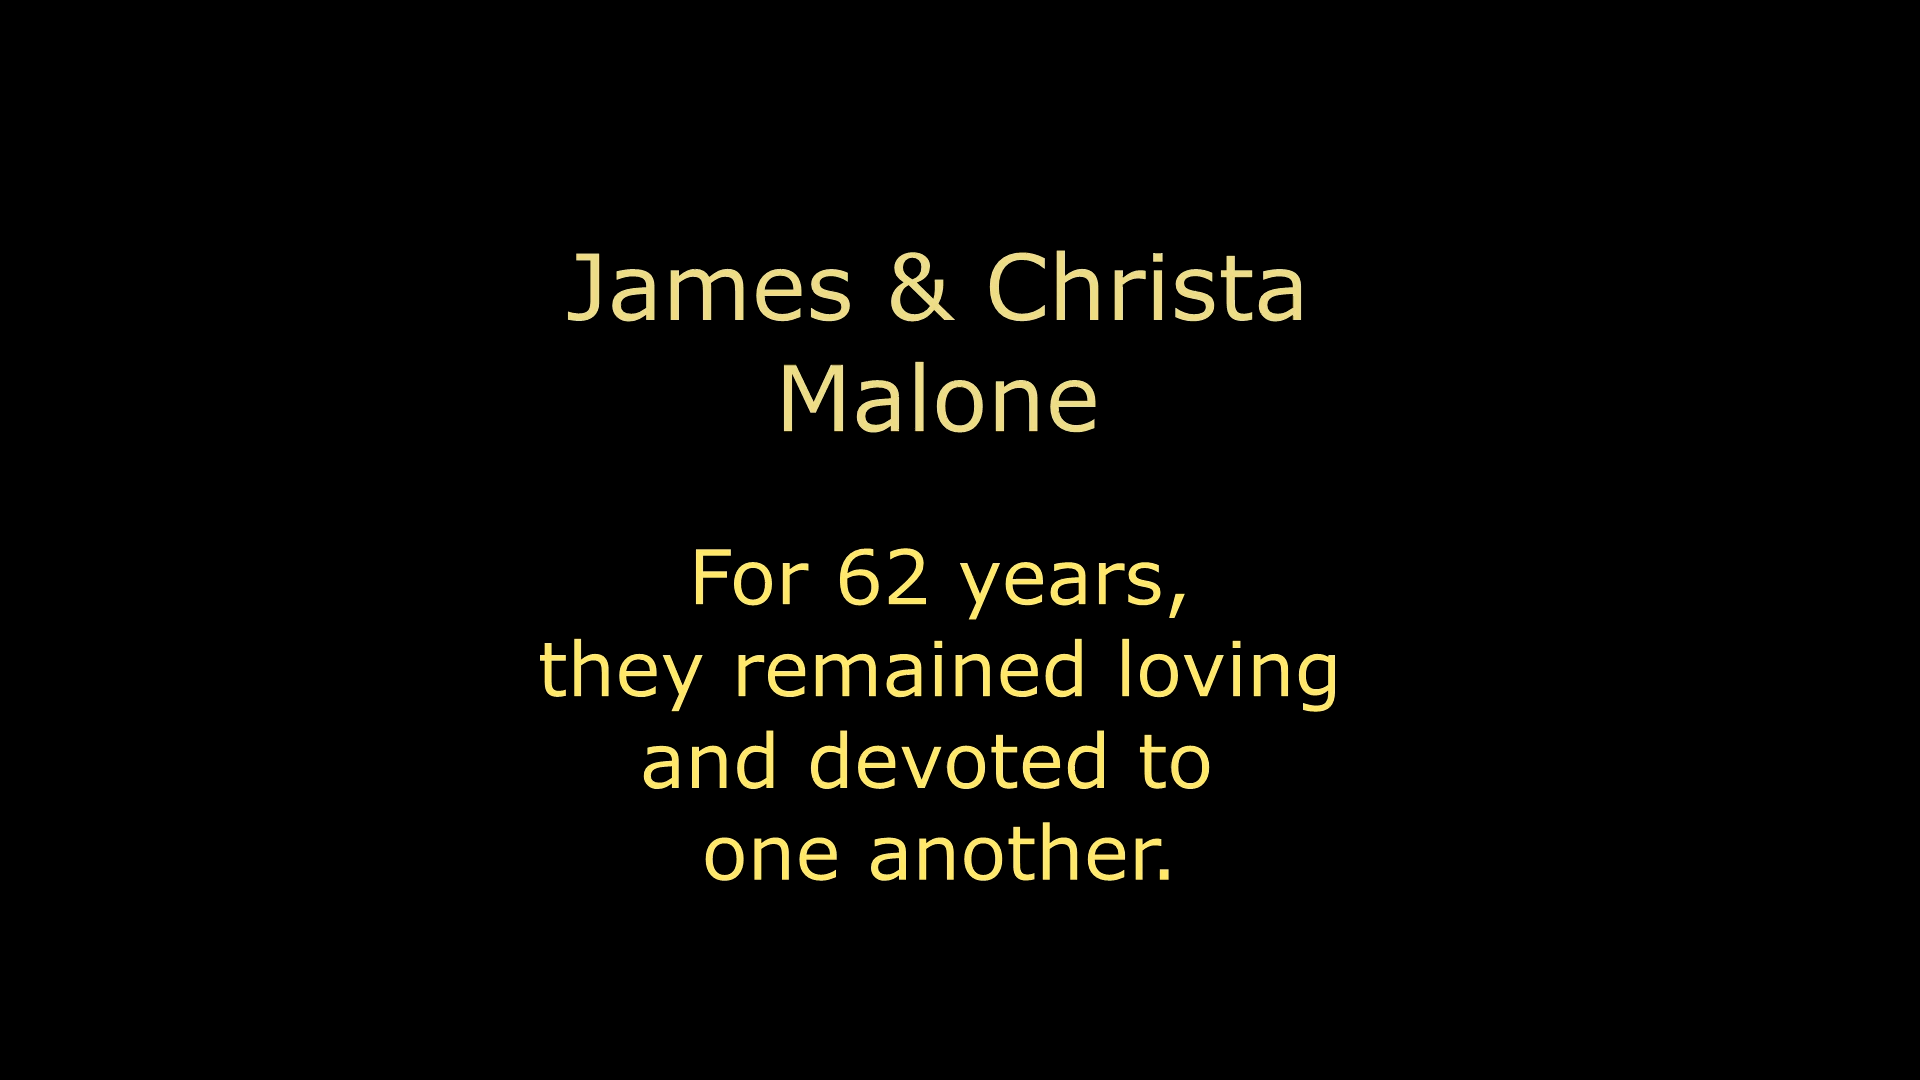 James & Christa
Malone
For 62 years,
they remained loving
and devoted to
one another.